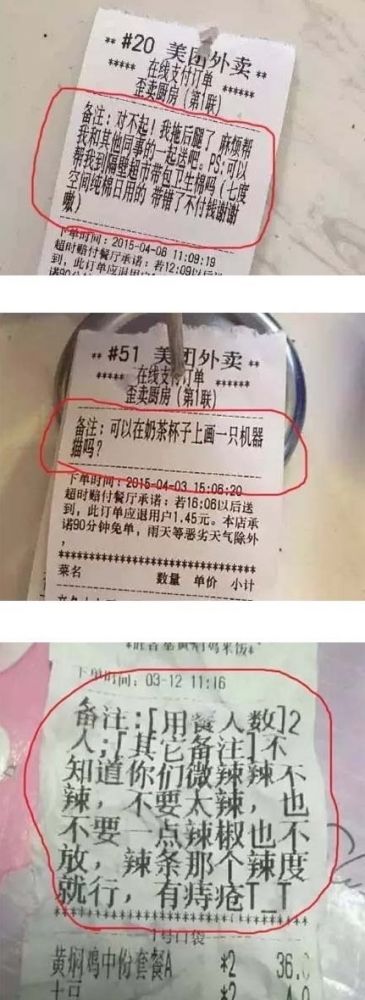 ** #20 美团外卖 **
***** 在线支付订单 *****
歪卖厨房（第1联）
备注：对不起！我拖后腿了 麻烦帮
我和其他同事的一起送吧。PS:可以
帮我到隔壁超市带包卫生棉吗（七度
空间纯棉日用的 带错了不付钱谢谢
嗷）
下单时间：2015-04-08 11:09:19
超时赔付餐厅承诺：若12:09以后送
到，此订单应退用户
** #51 美团外卖 **
***** 在线支付订单 *****
歪卖厨房（第1联）
备注：可以在奶茶杯子上画一只机器
猫吗？
下单时间：2015-04-03 15:06:20
超时赔付餐厅承诺：若16:06以后送
到，此订单应退用户1.45元。本店承
诺90分钟免单，雨天等恶劣天气除外
，
菜名 数量 单价 小计
下单时间：03-12 11:16
备注：[用餐人数]2
人；[其它备注]不
知道你们微辣辣不
辣，不要太辣，也
不要一点辣椒也不
放，辣条那个辣度
就行，有痔疮T_T
1号口袋
黄焖鸡中份套餐A *2 36.0
土豆 *2 4.0